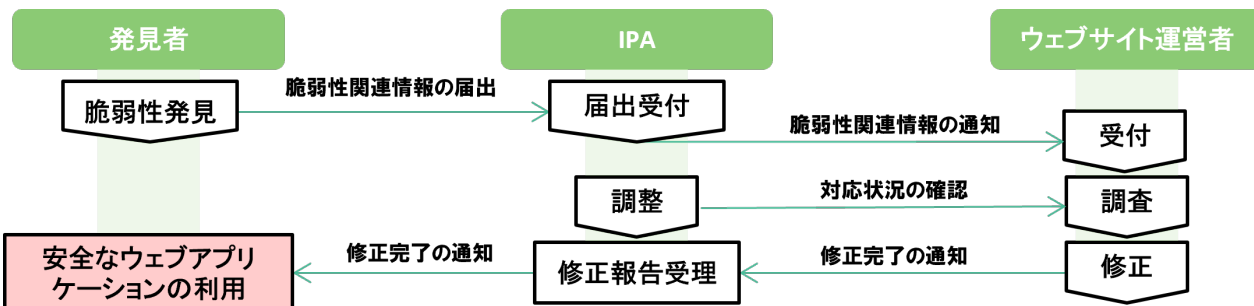 発見者
IPA
ウェブサイト運営者
脆弱性発見
脆弱性関連情報の届出
届出受付
脆弱性関連情報の通知
受付
調整
対応状況の確認
調査
安全なウェブアプリ
ケーションの利用
修正完了の通知
修正報告受理
修正完了の通知
修正